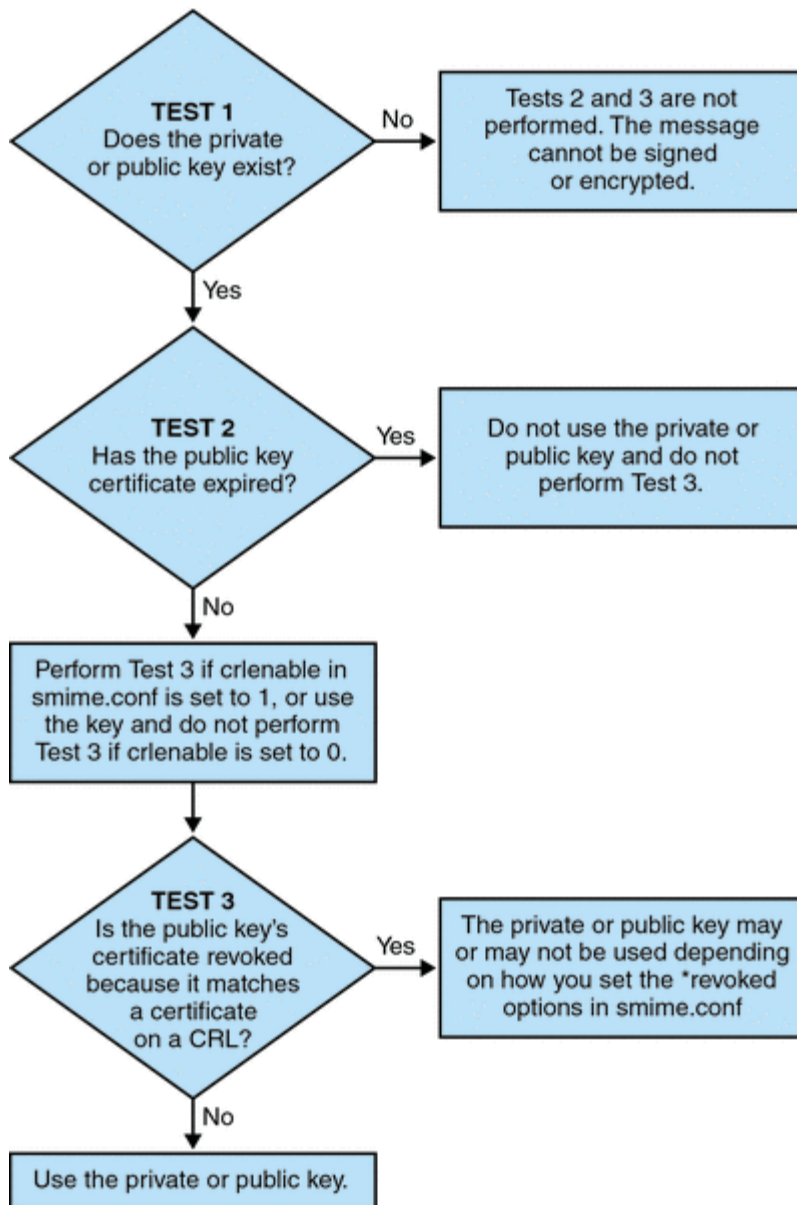 TEST 1
Does the private
or public key exist?
No
Tests 2 and 3 are not
performed. The message
cannot be signed
or encrypted.
Yes
TEST 2
Has the public key
certificate expired?
Yes
Do not use the private or
public key and do not
perform Test 3.
No
Perform Test 3 if crlenable in
smime.conf is set to 1, or use
the key and do not perform
Test 3 if crlenable is set to 0.
TEST 3
Is the public key's
certificate revoked
because it matches
a certificate
on a CRL?
Yes
The private or public key may
or may not be used depending
on how you set the *revoked
options in smime.conf
No
Use the private or public key.